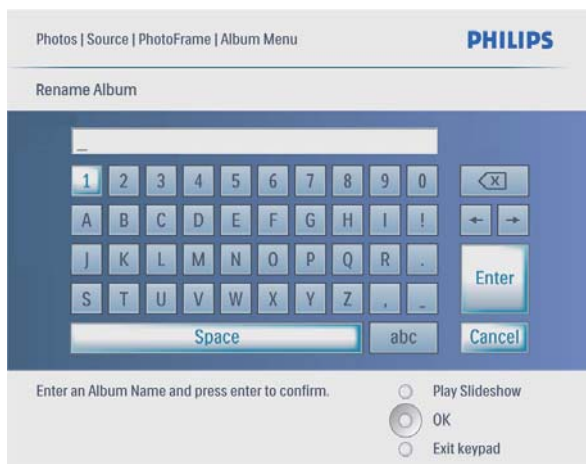 Photos | Source | PhotoFrame | Album Menu
PHILIPS
Rename Album
_
1 2 3 4 5 6 7 8 9 0
A B C D E F G H I !
J K L M N O P Q R .
S T U V W X Y Z , _
Enter
Space abc Cancel
Enter an Album Name and press enter to confirm.
Play Slideshow
OK
Exit keypad